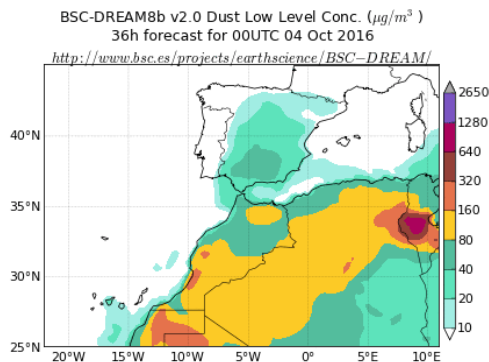 BSC-DREAM8b v2.0 Dust Low Level Conc. (μg/m³ )
36h forecast for 00UTC 04 Oct 2016
http://www.bsc.es/projects/earthscience/BSC−DREAM/
40°N
35°N
30°N
25°N
20°W
15°W
10°W
5°W
0°
5°E
10°E
2650
1280
640
320
160
80
40
20
10